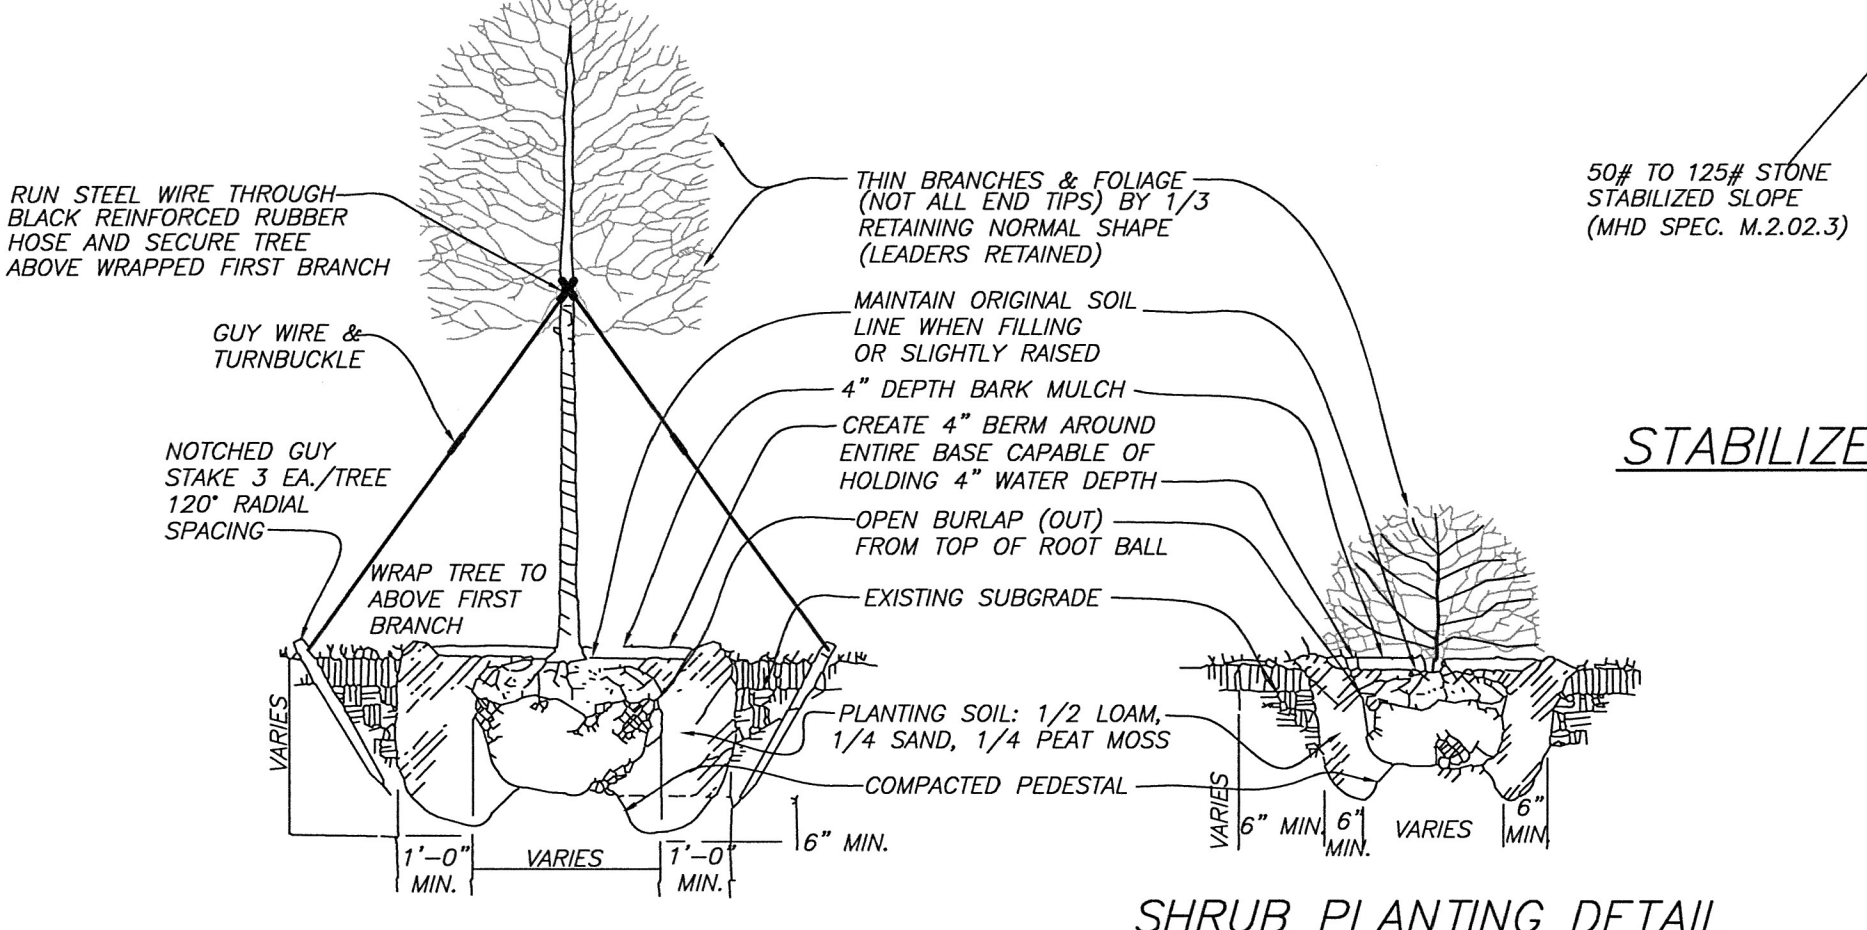 RUN STEEL WIRE THROUGH
BLACK REINFORCED RUBBER
HOSE AND SECURE TREE
ABOVE WRAPPED FIRST BRANCH
GUY WIRE &
TURNBUCKLE
NOTCHED GUY
STAKE 3 EA./TREE
120° RADIAL
SPACING
WRAP TREE TO
ABOVE FIRST
BRANCH
THIN BRANCHES & FOLIAGE
(NOT ALL END TIPS) BY 1/3
RETAINING NORMAL SHAPE
(LEADERS RETAINED)
MAINTAIN ORIGINAL SOIL
LINE WHEN FILLING
OR SLIGHTLY RAISED
4" DEPTH BARK MULCH
CREATE 4" BERM AROUND
ENTIRE BASE CAPABLE OF
HOLDING 4" WATER DEPTH
OPEN BURLAP (OUT)
FROM TOP OF ROOT BALL
EXISTING SUBGRADE
PLANTING SOIL: 1/2 LOAM,
1/4 SAND, 1/4 PEAT MOSS
COMPACTED PEDESTAL
VARIES
1'-0"
MIN.
VARIES
1'-0"
MIN.
6" MIN.
VARIES
6" MIN.
6"
MIN.
VARIES
6"
MIN.
SHRUB PLANTING DETAIL
50# TO 125# STONE
STABILIZED SLOPE
(MHD SPEC. M.2.02.3)
STABILIZE